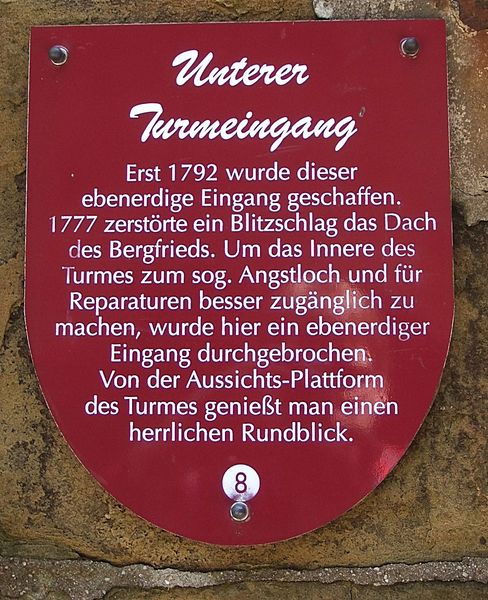 Unterer
Turmeingang
Erst 1792 wurde dieser
ebenerdige Eingang geschaffen.
1777 zerstörte ein Blitzschlag das Dach
des Bergfrieds. Um das Innere des
Turmes zum sog. Angstloch und für
Reparaturen besser zugänglich zu
machen, wurde hier ein ebenerdiger
Eingang durchgebrochen.
Von der Aussichts-Plattform
des Turmes genießt man einen
herrlichen Rundblick.
8